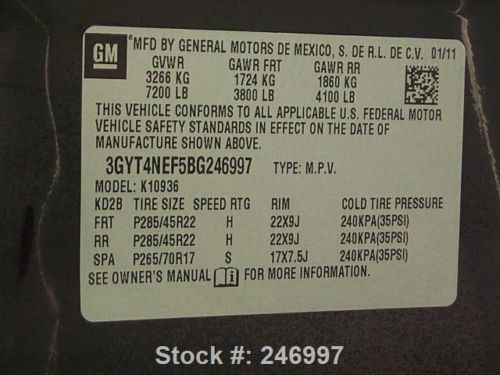 GM *MFD BY GENERAL MOTORS DE MEXICO, S. DE R.L. DE C.V. 01/11
GVWR GAWR FRT GAWR RR
3266 KG 1724 KG 1860 KG
7200 LB 3800 LB 4100 LB
THIS VEHICLE CONFORMS TO ALL APPLICABLE U.S. FEDERAL MOTOR
VEHICLE SAFETY STANDARDS IN EFFECT ON THE DATE OF
MANUFACTURE SHOWN ABOVE.
3GYT4NEF5BG246997 TYPE: M.P.V.
MODEL: K10936
KD2B TIRE SIZE SPEED RTG RIM COLD TIRE PRESSURE
FRT P285/45R22 H 22X9J 240KPA(35PSI)
RR P285/45R22 H 22X9J 240KPA(35PSI)
SPA P265/70R17 S 17X7.5J 240KPA(35PSI)
SEE OWNER'S MANUAL FOR MORE INFORMATION.
Stock #: 246997